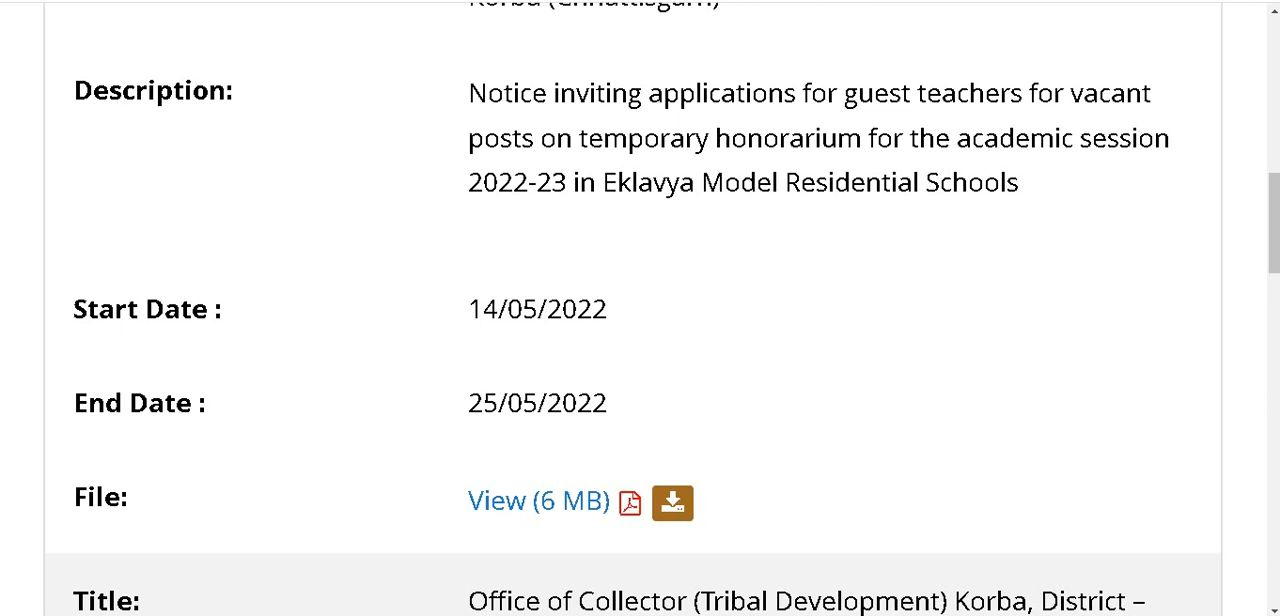 Korba (Chhattisgarh)
Description:
Notice inviting applications for guest teachers for vacant
posts on temporary honorarium for the academic session
2022-23 in Eklavya Model Residential Schools
Start Date :
14/05/2022
End Date :
25/05/2022
File:
View (6 MB)
Title:
Office of Collector (Tribal Development) Korba, District –